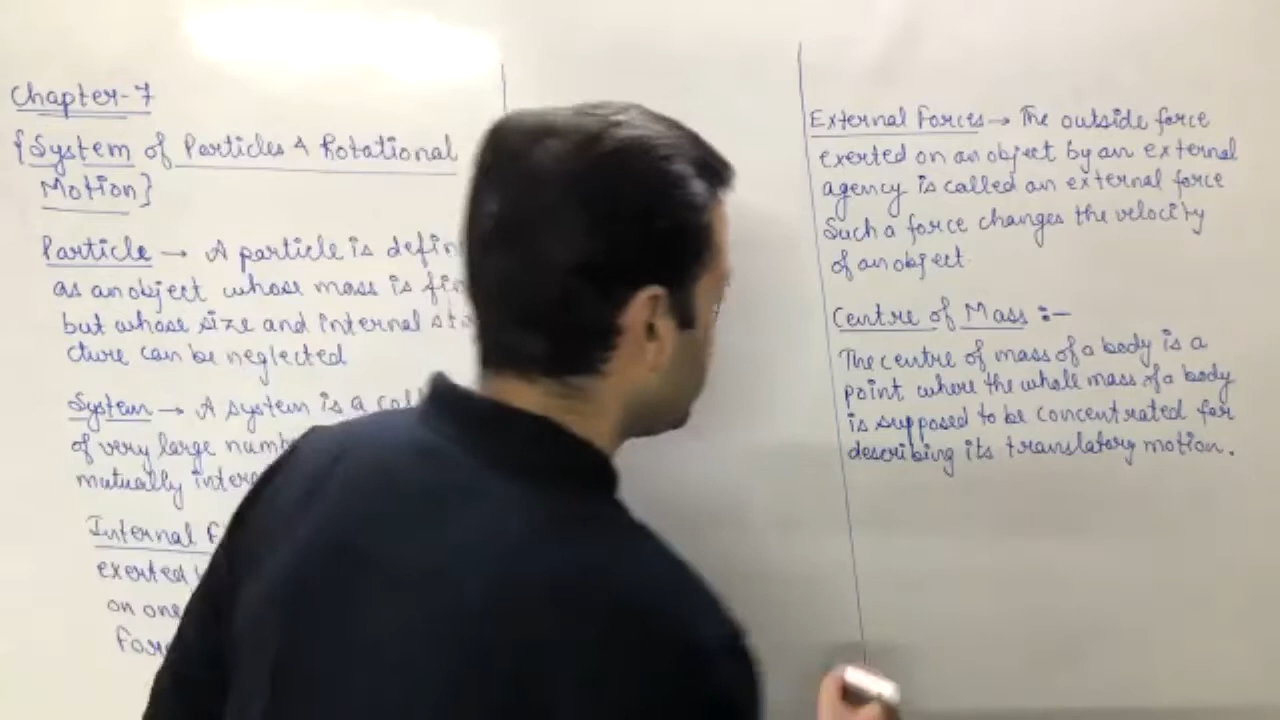 Chapter-7
{System of Particles & Rotational
Motion}
Particle → A particle is defin
as an object whose mass is fin
but whose size and internal st
cture can be neglected
System → A system is a coll
of very large numb
mutually inter
Internal F
exerted
on one
for
External Forces → The outside force
exerted on an object by an external
agency is called an external force
Such a force changes the velocity
of an object.
Centre of Mass :-
The centre of mass of a body is a
point where the whole mass of a body
is supposed to be concentrated for
describing its translatory motion.